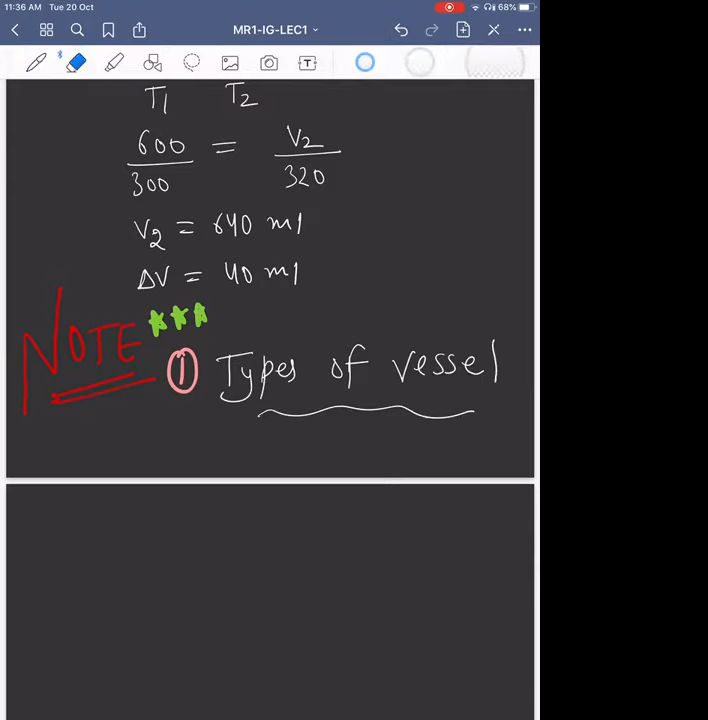 11:36 AM Tue 20 Oct 68%
MR1-IG-LEC1
T
T1 T2
600 = V2
300 320
V2 = 640 ml
ΔV = 40 ml
NOTE
① Types of vessel